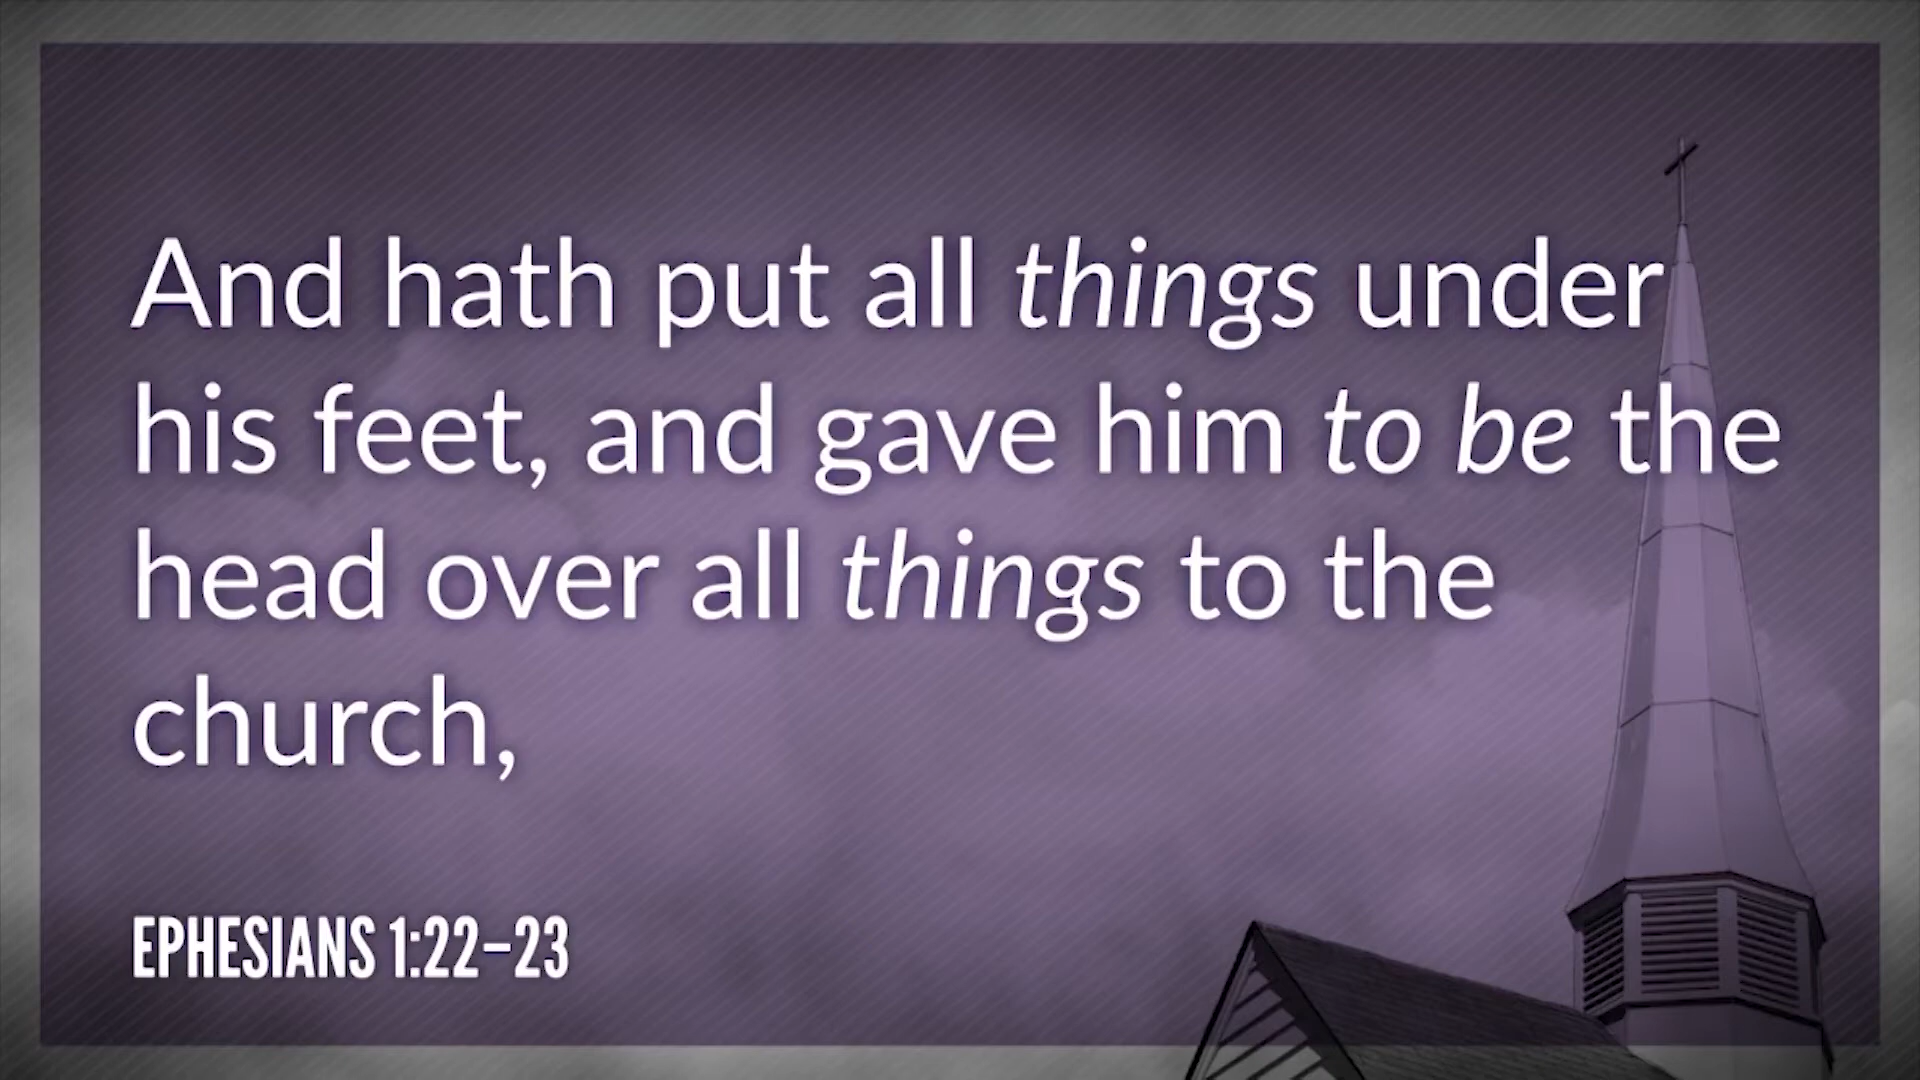 And hath put all things under
his feet, and gave him to be the
head over all things to the
church,
EPHESIANS 1:22–23